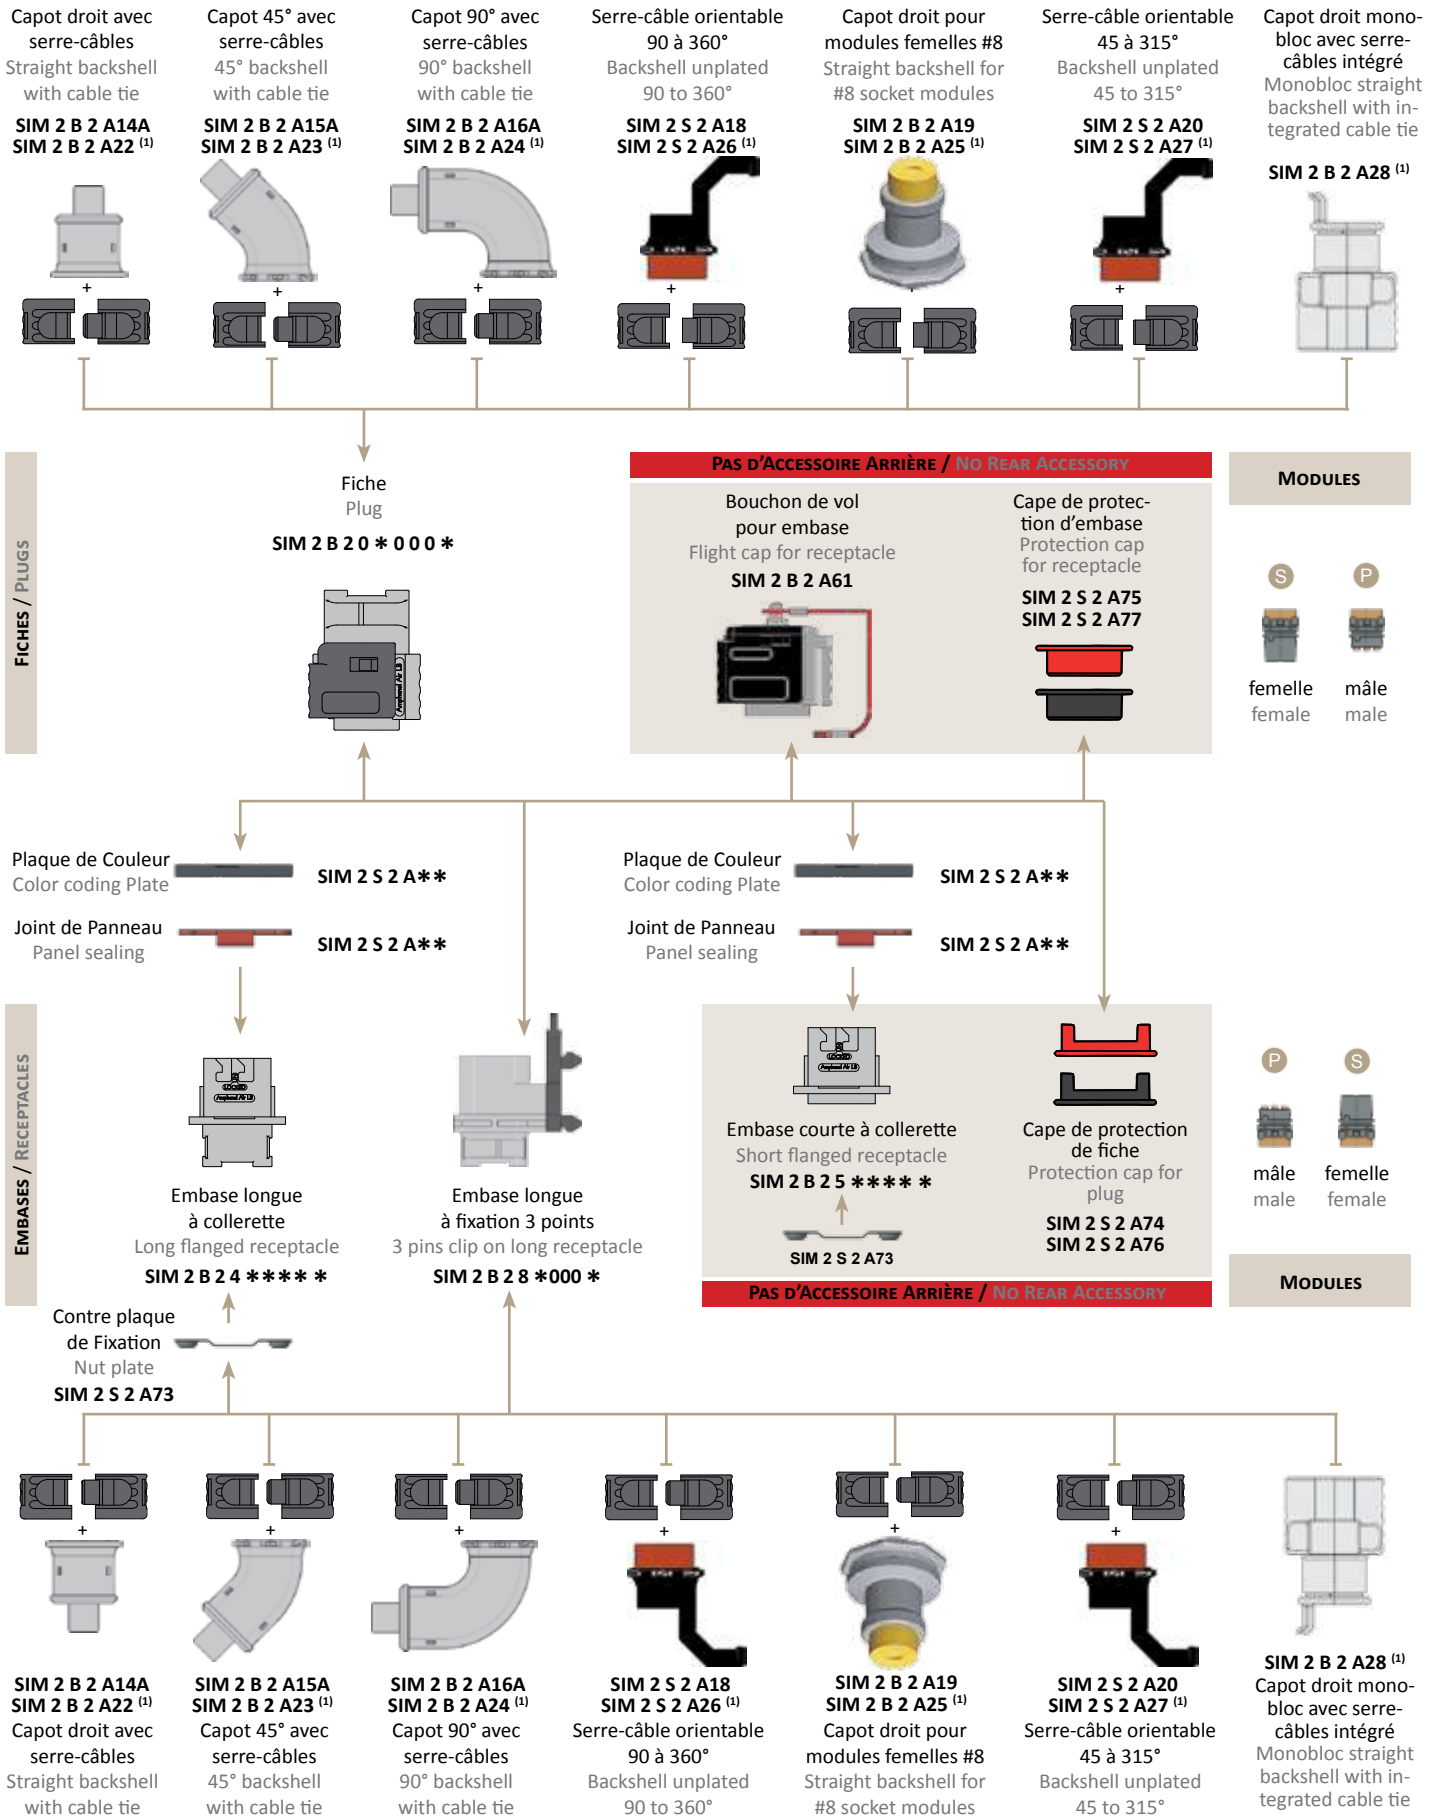 Capot droit avec
serre-câbles
Straight backshell
with cable tie
SIM 2 B 2 A14A
SIM 2 B 2 A22 (1)
Capot 45° avec
serre-câbles
45° backshell
with cable tie
SIM 2 B 2 A15A
SIM 2 B 2 A23 (1)
Capot 90° avec
serre-câbles
90° backshell
with cable tie
SIM 2 B 2 A16A
SIM 2 B 2 A24 (1)
Serre-câble orientable
90 à 360°
Backshell unplated
90 to 360°
SIM 2 S 2 A18
SIM 2 S 2 A26 (1)
Capot droit pour
modules femelles #8
Straight backshell for
#8 socket modules
SIM 2 B 2 A19
SIM 2 B 2 A25 (1)
Serre-câble orientable
45 à 315°
Backshell unplated
45 to 315°
SIM 2 S 2 A20
SIM 2 S 2 A27 (1)
Capot droit mono-
bloc avec serre-
câbles intégré
Monobloc straight
backshell with in-
tegrated cable tie
SIM 2 B 2 A28 (1)
+
+
+
+
+
+
FICHES / PLUGS
Fiche
Plug
SIM 2 B 2 0 * 0 0 0 *
Amphenol Air LB
PAS D'ACCESSOIRE ARRIÈRE / NO REAR ACCESSORY
Bouchon de vol
pour embase
Flight cap for receptacle
SIM 2 B 2 A61
Cape de protec-
tion d'embase
Protection cap
for receptacle
SIM 2 S 2 A75
SIM 2 S 2 A77
MODULES
S
P
femelle
female
mâle
male
Plaque de Couleur
Color coding Plate
SIM 2 S 2 A**
Joint de Panneau
Panel sealing
SIM 2 S 2 A**
Plaque de Couleur
Color coding Plate
SIM 2 S 2 A**
Joint de Panneau
Panel sealing
SIM 2 S 2 A**
EMBASES / RECEPTACLES
LOCKED
Amphenol Air LB
Embase longue
à collerette
Long flanged receptacle
SIM 2 B 2 4 * * * * *
Embase longue
à fixation 3 points
3 pins clip on long receptacle
SIM 2 B 2 8 *000 *
LOCKED
Amphenol Air LB
Embase courte à collerette
Short flanged receptacle
SIM 2 B 2 5 * * * * *
SIM 2 S 2 A73
Cape de protection
de fiche
Protection cap for
plug
SIM 2 S 2 A74
SIM 2 S 2 A76
PAS D'ACCESSOIRE ARRIÈRE / NO REAR ACCESSORY
P
S
mâle
male
femelle
female
MODULES
Contre plaque
de Fixation
Nut plate
SIM 2 S 2 A73
+
+
+
+
+
+
SIM 2 B 2 A14A
SIM 2 B 2 A22 (1)
Capot droit avec
serre-câbles
Straight backshell
with cable tie
SIM 2 B 2 A15A
SIM 2 B 2 A23 (1)
Capot 45° avec
serre-câbles
45° backshell
with cable tie
SIM 2 B 2 A16A
SIM 2 B 2 A24 (1)
Capot 90° avec
serre-câbles
90° backshell
with cable tie
SIM 2 S 2 A18
SIM 2 S 2 A26 (1)
Serre-câble orientable
90 à 360°
Backshell unplated
90 to 360°
SIM 2 B 2 A19
SIM 2 B 2 A25 (1)
Capot droit pour
modules femelles #8
Straight backshell for
#8 socket modules
SIM 2 S 2 A20
SIM 2 S 2 A27 (1)
Serre-câble orientable
45 à 315°
Backshell unplated
45 to 315°
SIM 2 B 2 A28 (1)
Capot droit mono-
bloc avec serre-
câbles intégré
Monobloc straight
backshell with in-
tegrated cable tie